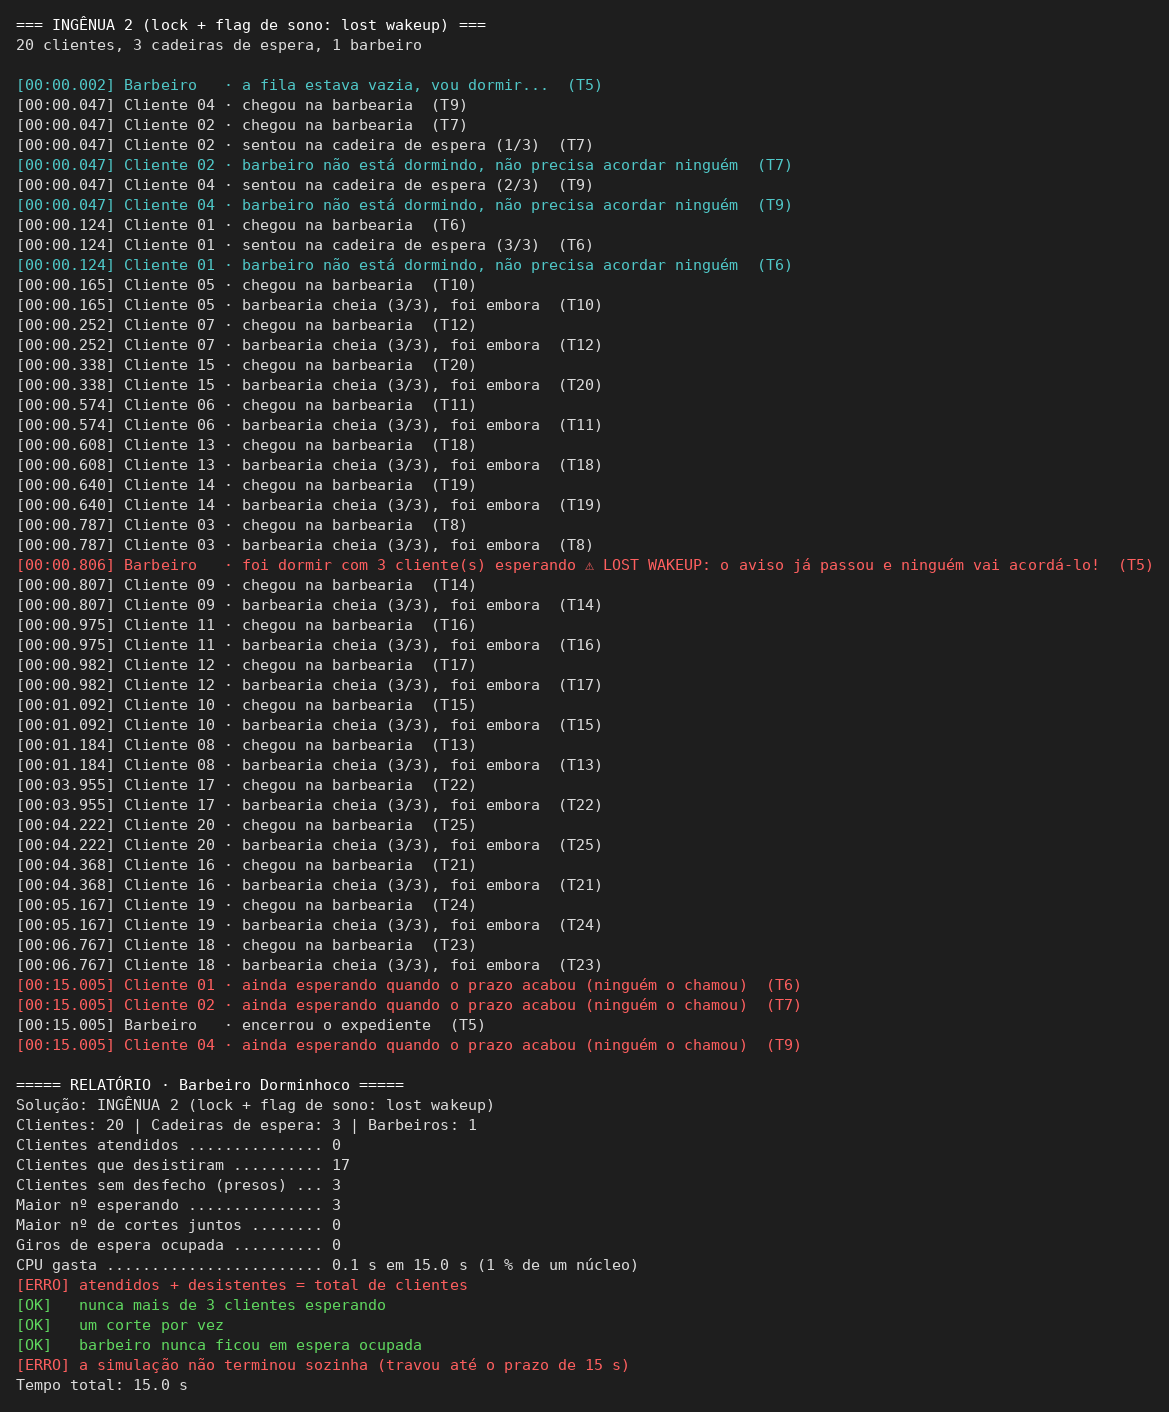 === INGÊNUA 2 (lock + flag de sono: lost wakeup) ===
20 clientes, 3 cadeiras de espera, 1 barbeiro
[00:00.002] Barbeiro   · a fila estava vazia, vou dormir...  (T5)
[00:00.047] Cliente 04 · chegou na barbearia  (T9)
[00:00.047] Cliente 02 · chegou na barbearia  (T7)
[00:00.047] Cliente 02 · sentou na cadeira de espera (1/3)  (T7)
[00:00.047] Cliente 02 · barbeiro não está dormindo, não precisa acordar ninguém  (T7)
[00:00.047] Cliente 04 · sentou na cadeira de espera (2/3)  (T9)
[00:00.047] Cliente 04 · barbeiro não está dormindo, não precisa acordar ninguém  (T9)
[00:00.124] Cliente 01 · chegou na barbearia  (T6)
[00:00.124] Cliente 01 · sentou na cadeira de espera (3/3)  (T6)
[00:00.124] Cliente 01 · barbeiro não está dormindo, não precisa acordar ninguém  (T6)
[00:00.165] Cliente 05 · chegou na barbearia  (T10)
[00:00.165] Cliente 05 · barbearia cheia (3/3), foi embora  (T10)
[00:00.252] Cliente 07 · chegou na barbearia  (T12)
[00:00.252] Cliente 07 · barbearia cheia (3/3), foi embora  (T12)
[00:00.338] Cliente 15 · chegou na barbearia  (T20)
[00:00.338] Cliente 15 · barbearia cheia (3/3), foi embora  (T20)
[00:00.574] Cliente 06 · chegou na barbearia  (T11)
[00:00.574] Cliente 06 · barbearia cheia (3/3), foi embora  (T11)
[00:00.608] Cliente 13 · chegou na barbearia  (T18)
[00:00.608] Cliente 13 · barbearia cheia (3/3), foi embora  (T18)
[00:00.640] Cliente 14 · chegou na barbearia  (T19)
[00:00.640] Cliente 14 · barbearia cheia (3/3), foi embora  (T19)
[00:00.787] Cliente 03 · chegou na barbearia  (T8)
[00:00.787] Cliente 03 · barbearia cheia (3/3), foi embora  (T8)
[00:00.806] Barbeiro   · foi dormir com 3 cliente(s) esperando ⚠ LOST WAKEUP: o aviso já passou e ninguém vai acordá-lo!  (T5)
[00:00.807] Cliente 09 · chegou na barbearia  (T14)
[00:00.807] Cliente 09 · barbearia cheia (3/3), foi embora  (T14)
[00:00.975] Cliente 11 · chegou na barbearia  (T16)
[00:00.975] Cliente 11 · barbearia cheia (3/3), foi embora  (T16)
[00:00.982] Cliente 12 · chegou na barbearia  (T17)
[00:00.982] Cliente 12 · barbearia cheia (3/3), foi embora  (T17)
[00:01.092] Cliente 10 · chegou na barbearia  (T15)
[00:01.092] Cliente 10 · barbearia cheia (3/3), foi embora  (T15)
[00:01.184] Cliente 08 · chegou na barbearia  (T13)
[00:01.184] Cliente 08 · barbearia cheia (3/3), foi embora  (T13)
[00:03.955] Cliente 17 · chegou na barbearia  (T22)
[00:03.955] Cliente 17 · barbearia cheia (3/3), foi embora  (T22)
[00:04.222] Cliente 20 · chegou na barbearia  (T25)
[00:04.222] Cliente 20 · barbearia cheia (3/3), foi embora  (T25)
[00:04.368] Cliente 16 · chegou na barbearia  (T21)
[00:04.368] Cliente 16 · barbearia cheia (3/3), foi embora  (T21)
[00:05.167] Cliente 19 · chegou na barbearia  (T24)
[00:05.167] Cliente 19 · barbearia cheia (3/3), foi embora  (T24)
[00:06.767] Cliente 18 · chegou na barbearia  (T23)
[00:06.767] Cliente 18 · barbearia cheia (3/3), foi embora  (T23)
[00:15.005] Cliente 01 · ainda esperando quando o prazo acabou (ninguém o chamou)  (T6)
[00:15.005] Cliente 02 · ainda esperando quando o prazo acabou (ninguém o chamou)  (T7)
[00:15.005] Barbeiro   · encerrou o expediente  (T5)
[00:15.005] Cliente 04 · ainda esperando quando o prazo acabou (ninguém o chamou)  (T9)
===== RELATÓRIO · Barbeiro Dorminhoco =====
Solução: INGÊNUA 2 (lock + flag de sono: lost wakeup)
Clientes: 20 | Cadeiras de espera: 3 | Barbeiros: 1
Clientes atendidos ............... 0
Clientes que desistiram .......... 17
Clientes sem desfecho (presos) ... 3
Maior nº esperando ............... 3
Maior nº de cortes juntos ........ 0
Giros de espera ocupada .......... 0
CPU gasta ........................ 0.1 s em 15.0 s (1 % de um núcleo)
[ERRO] atendidos + desistentes = total de clientes
[OK]   nunca mais de 3 clientes esperando
[OK]   um corte por vez
[OK]   barbeiro nunca ficou em espera ocupada
[ERRO] a simulação não terminou sozinha (travou até o prazo de 15 s)
Tempo total: 15.0 s